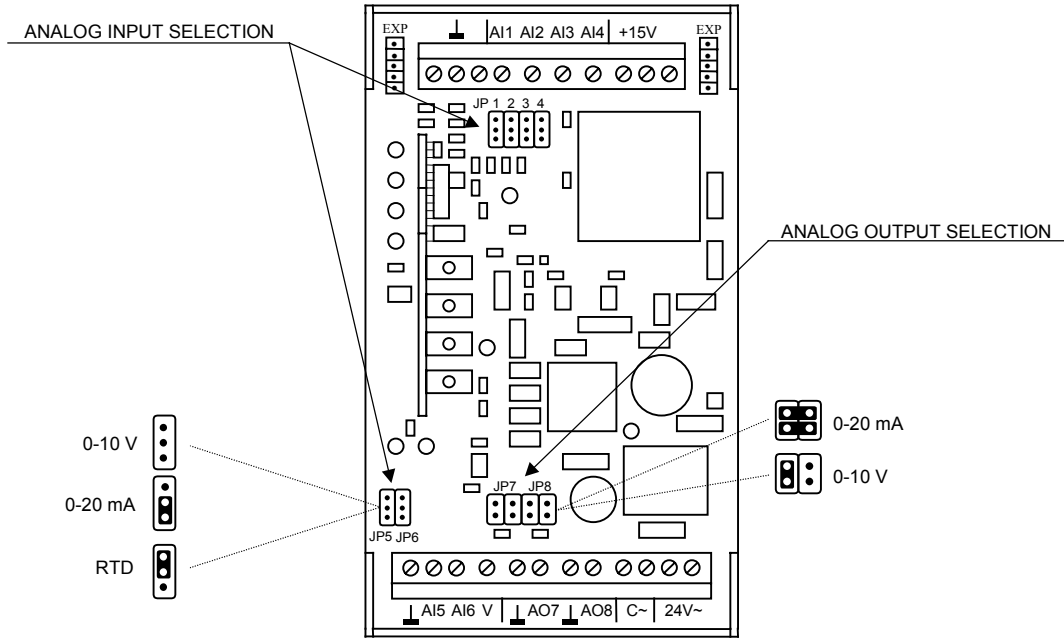 ANALOG INPUT SELECTION
EXP
AI1 AI2 AI3 AI4 +15V
EXP
JP 1 2 3 4
ANALOG OUTPUT SELECTION
0-10 V
0-20 mA
RTD
0-20 mA
0-10 V
JP7 JP8
JP5 JP6
AI5 AI6 V AO7 AO8 C~ 24V~